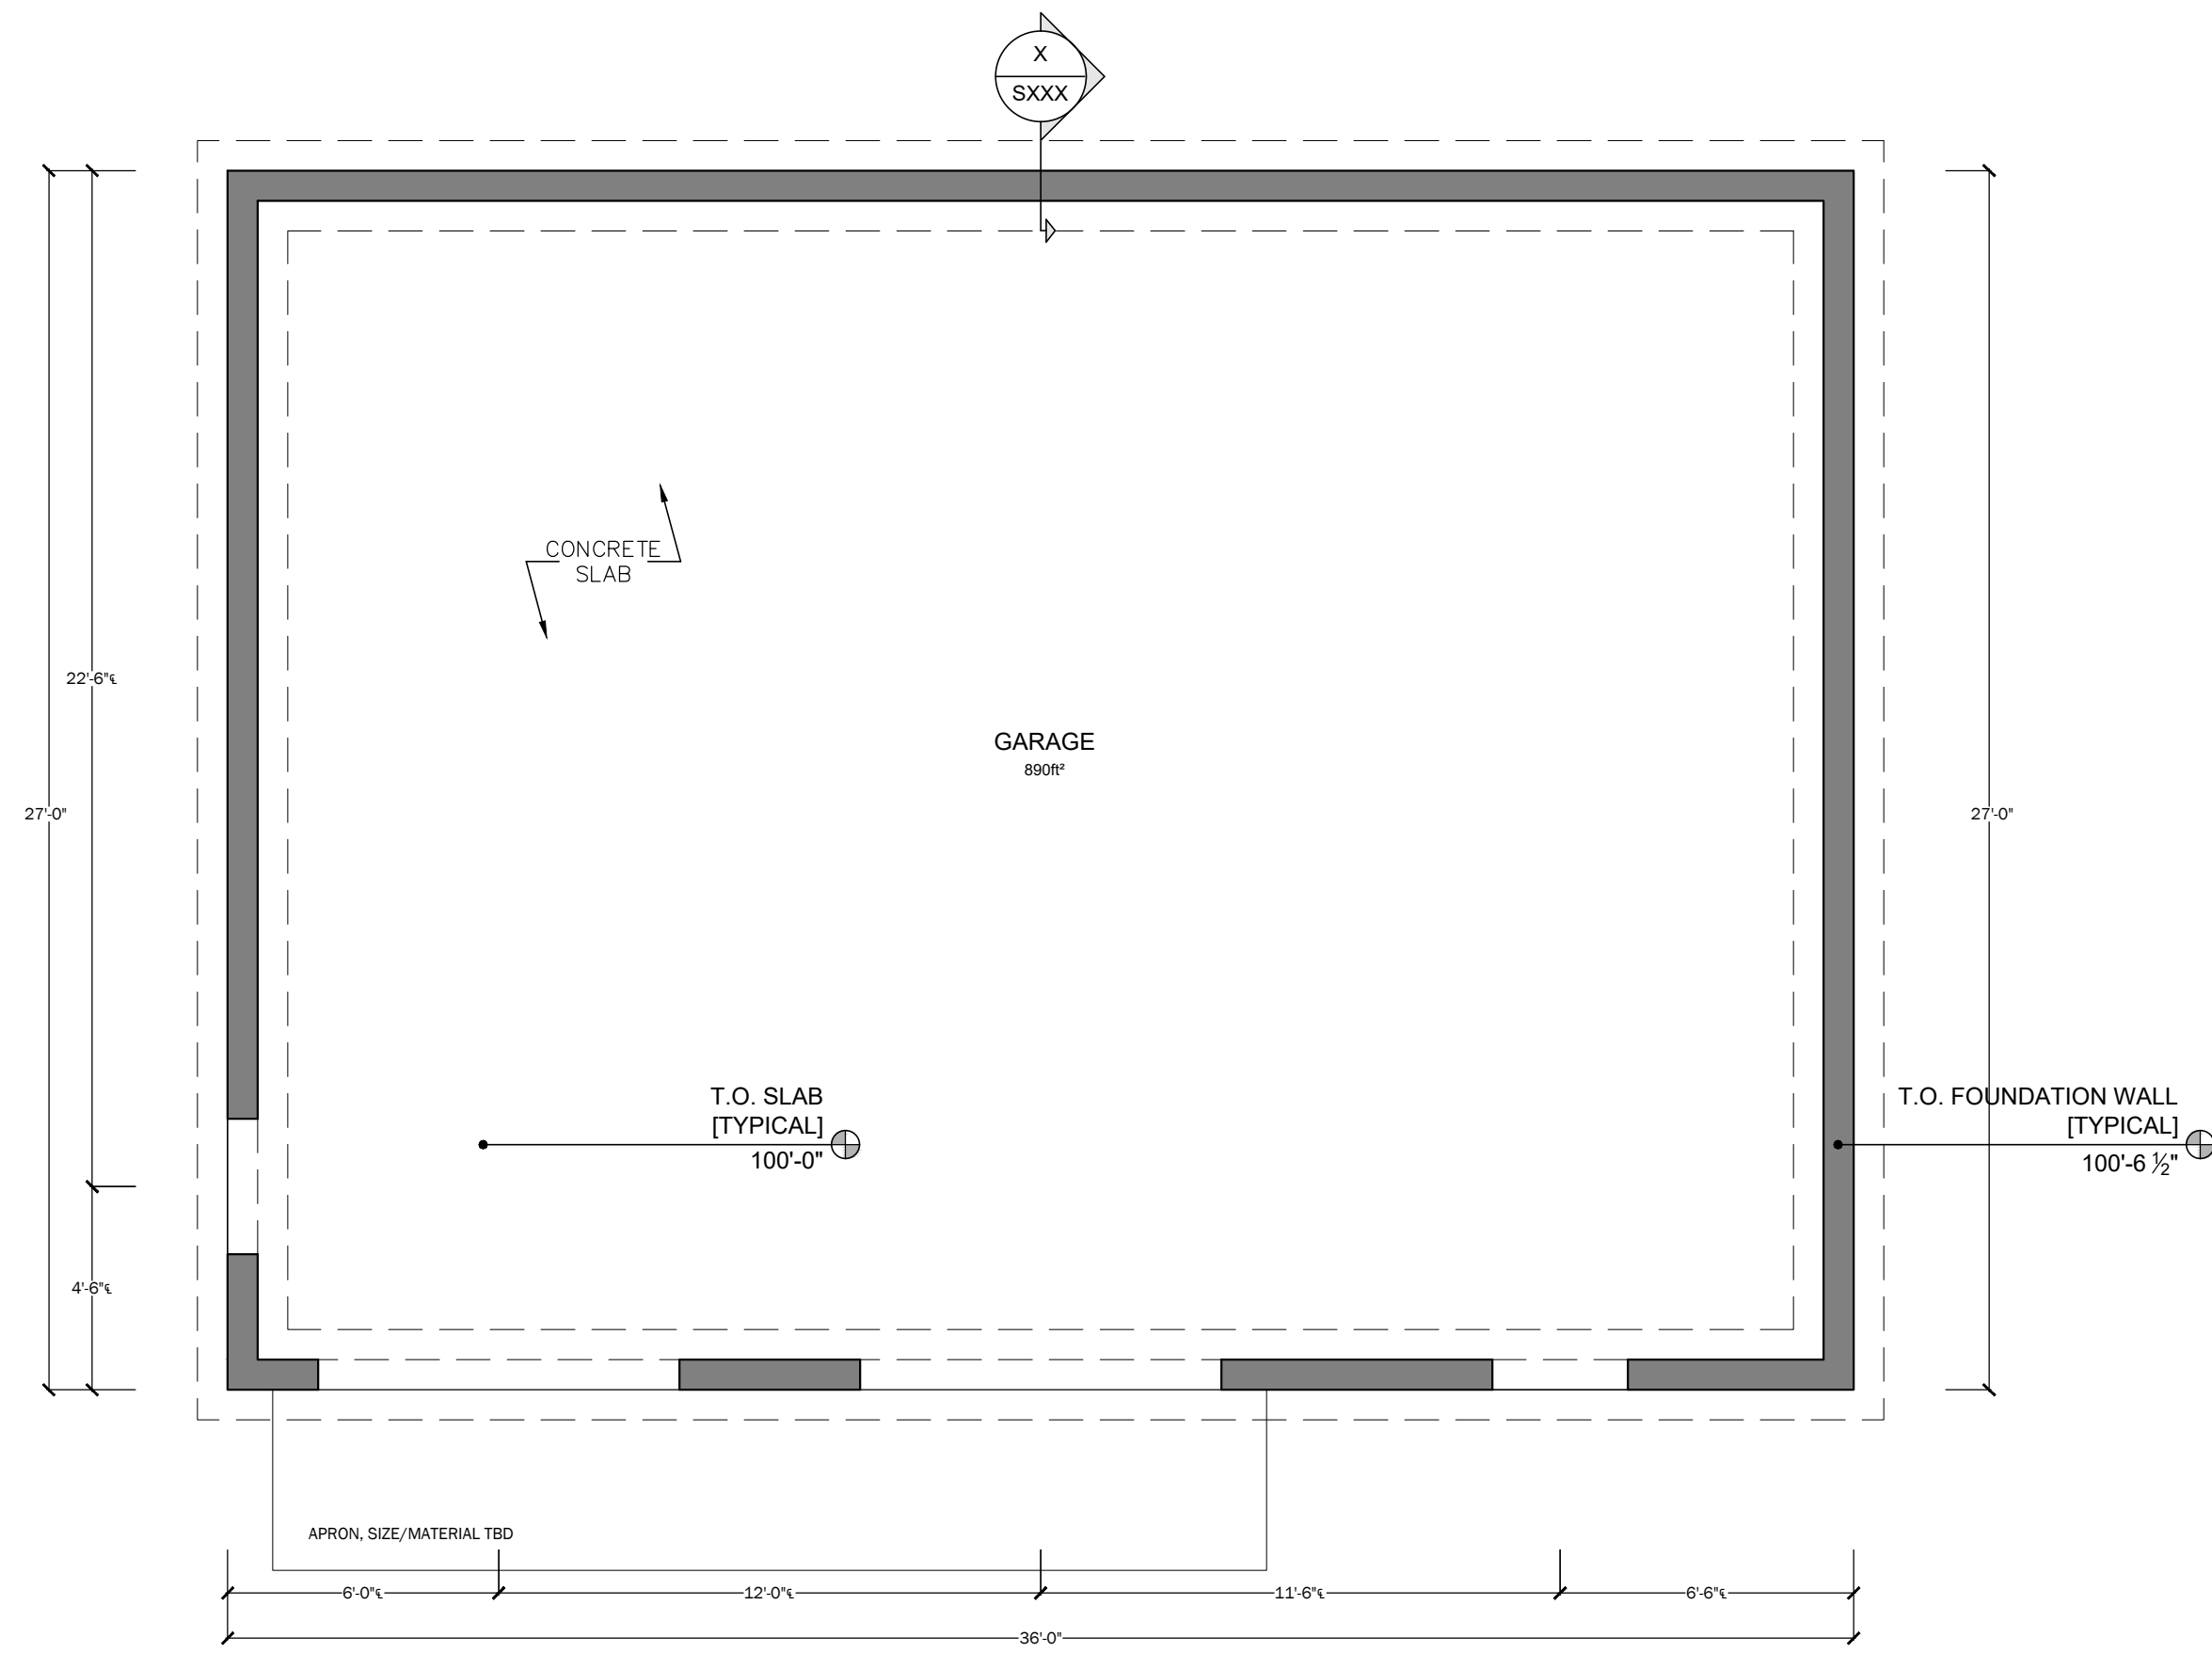 X
SXXX
CONCRETE
SLAB
22'-6"℄
GARAGE
890ft²
27'-0"
27'-0"
T.O. SLAB
[TYPICAL]
100'-0"
T.O. FOUNDATION WALL
[TYPICAL]
100'-6 ½"
4'-6"℄
APRON, SIZE/MATERIAL TBD
6'-0"℄
12'-0"℄
11'-6"℄
6'-6"℄
36'-0"